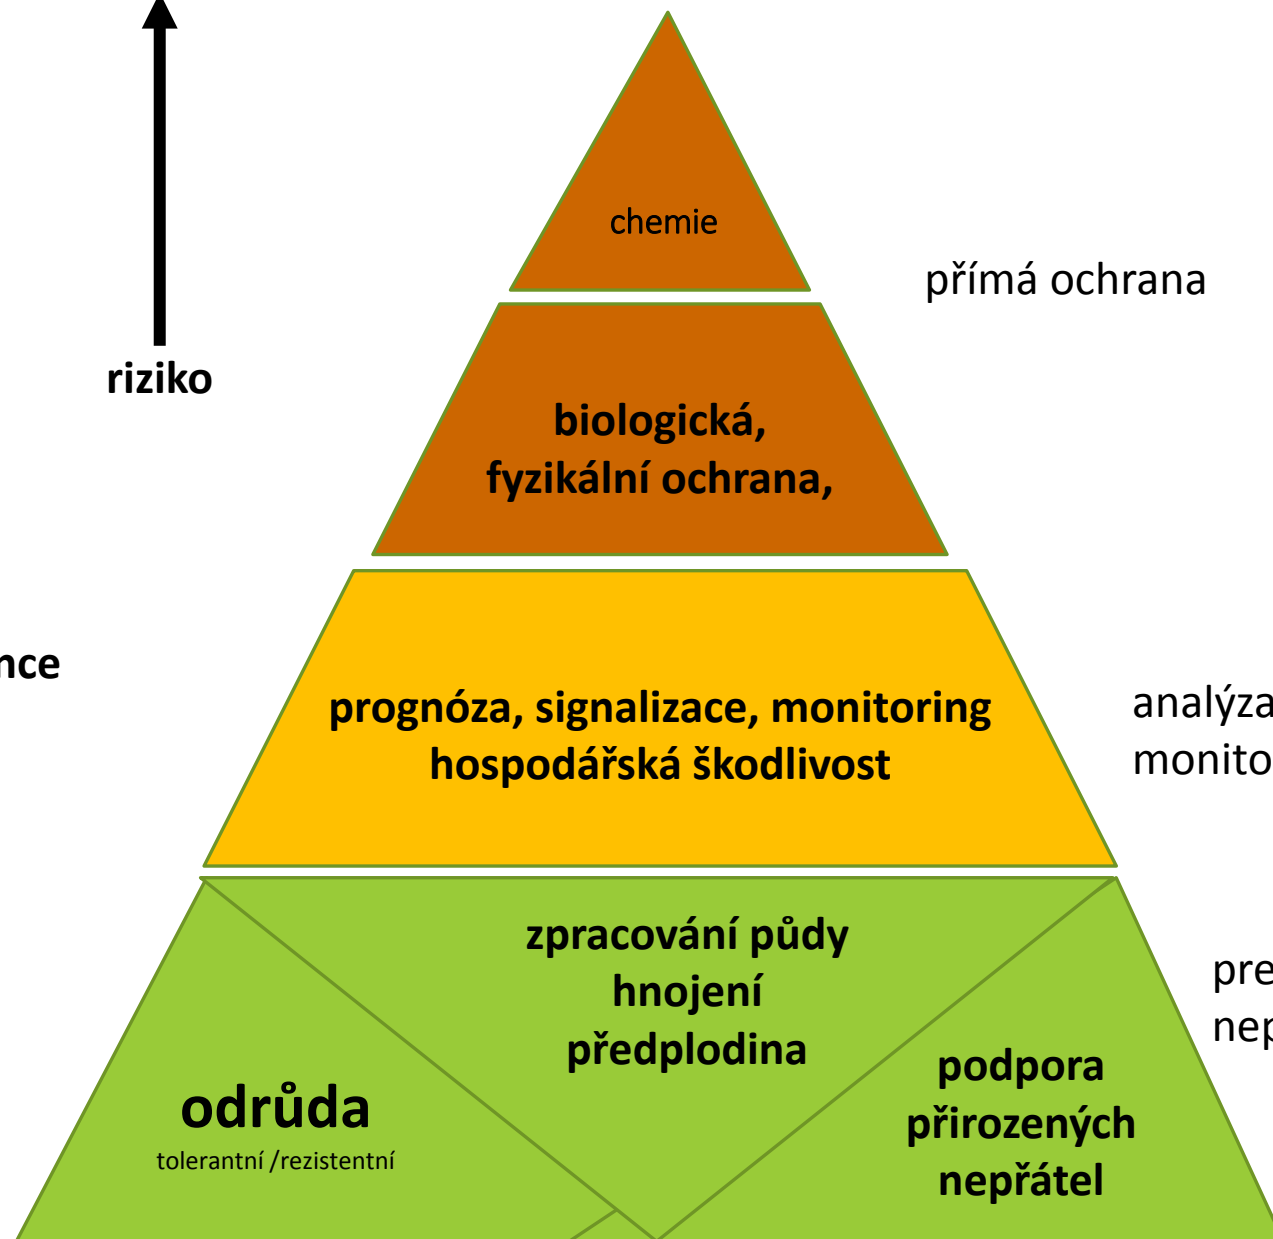 chemie
přímá ochrana
riziko
biologická,
fyzikální ochrana,
nce
prognóza, signalizace, monitoring
hospodářská škodlivost
analýza
monito
zpracování půdy
hnojení
předplodina
pre
nep
podpora
přirozených
nepřátel
odrůda
tolerantní /rezistentní